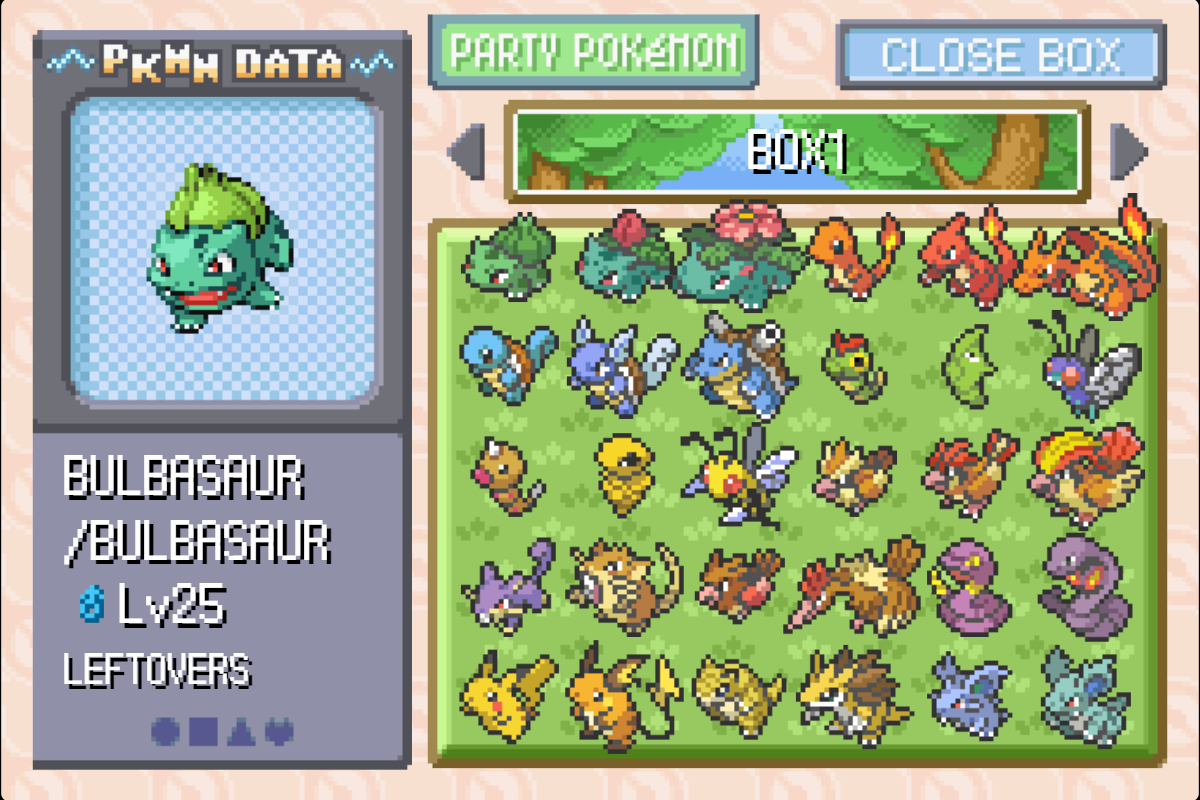 PKMN DATA
PARTY POKéMON
CLOSE BOX
BOX1
BULBASAUR
/BULBASAUR
Lv25
LEFTOVERS